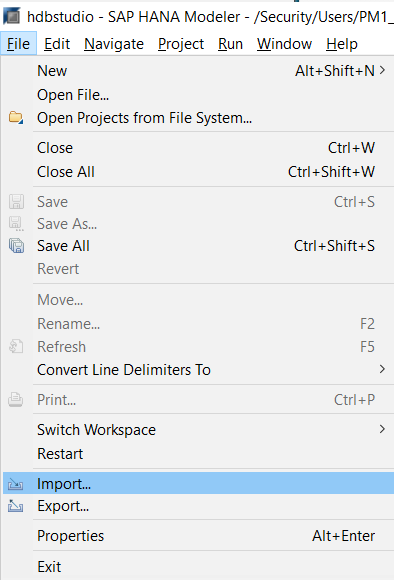 hdbstudio - SAP HANA Modeler - /Security/Users/PM1_
File Edit Navigate Project Run Window Help
New Alt+Shift+N
Open File...
Open Projects from File System...
Close Ctrl+W
Close All Ctrl+Shift+W
Save Ctrl+S
Save As...
Save All Ctrl+Shift+S
Revert
Move...
Rename... F2
Refresh F5
Convert Line Delimiters To
Print... Ctrl+P
Switch Workspace
Restart
Import...
Export...
Properties Alt+Enter
Exit